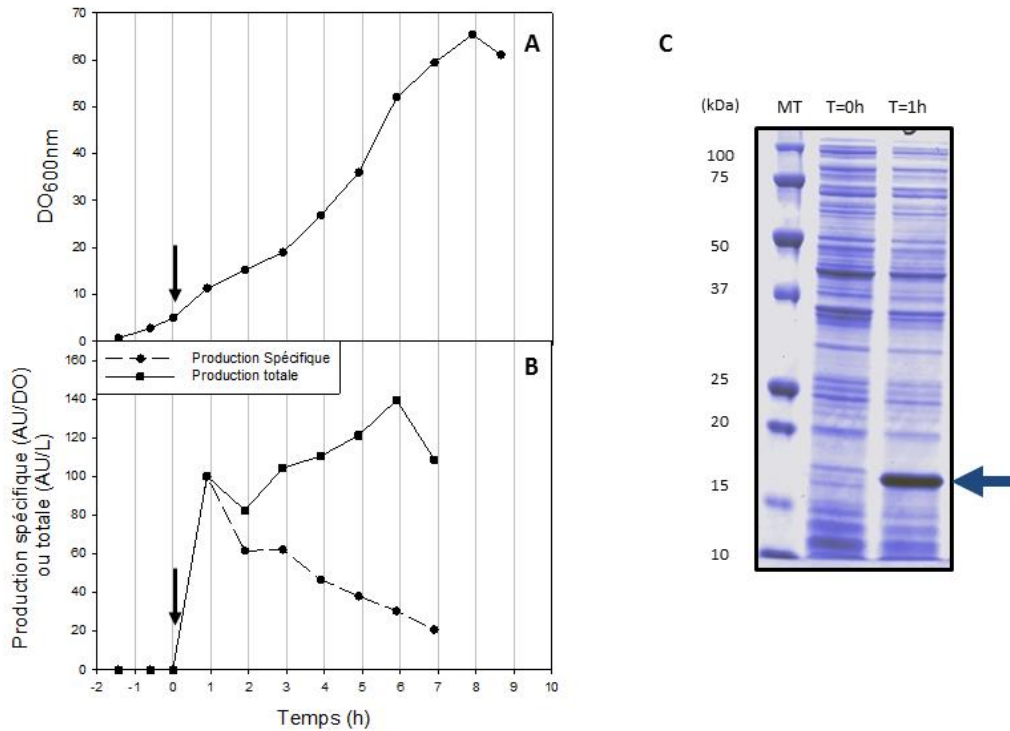 A
DO600nm
70
60
50
40
30
20
10
0
Production Spécifique
Production totale
B
Production spécifique (AU/DO)
ou totale (AU/L)
160
140
120
100
80
60
40
20
0
-2 -1 0 1 2 3 4 5 6 7 8 9 10
Temps (h)
C
(kDa) MT T=0h T=1h
100
75
50
37
25
20
15
10